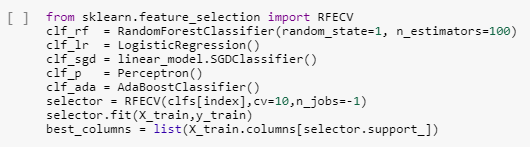 [ ] from sklearn.feature_selection import RFECV
clf_rf  = RandomForestClassifier(random_state=1, n_estimators=100)
clf_lr  = LogisticRegression()
clf_sgd = linear_model.SGDClassifier()
clf_p   = Perceptron()
clf_ada = AdaBoostClassifier()
selector = RFECV(clfs[index],cv=10,n_jobs=-1)
selector.fit(X_train,y_train)
best_columns = list(X_train.columns[selector.support_])